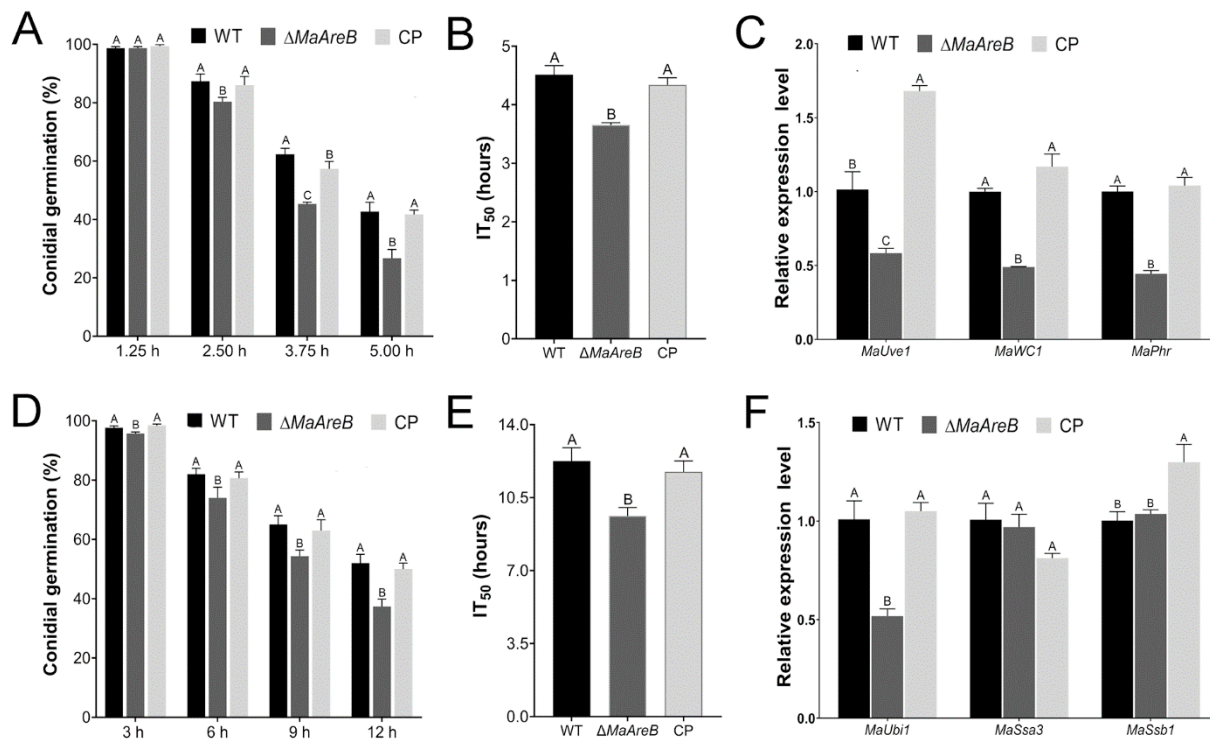 A
WT ΔMaAreB CP
Conidial germination (%)
100
80
60
40
20
0
A A A
A B A
A C B
A B A
1.25 h 2.50 h 3.75 h 5.00 h
B
IT50 (hours)
5
4
3
2
1
0
A B A
WT ΔMaAreB CP
C
WT ΔMaAreB CP
Relative expression level
2.0
1.5
1.0
0.5
0.0
B C A
A B A
A B A
MaUve1 MaWC1 MaPhr
D
WT ΔMaAreB CP
Conidial germination (%)
100
80
60
40
20
0
A B A
A B A
A B A
A B A
3 h 6 h 9 h 12 h
E
IT50 (hours)
14.0
10.5
7.0
3.5
0.0
A B A
WT ΔMaAreB CP
F
WT ΔMaAreB CP
Relative expression level
1.5
1.0
0.5
0.0
A B A
A A A
B B A
MaUbi1 MaSsa3 MaSsb1